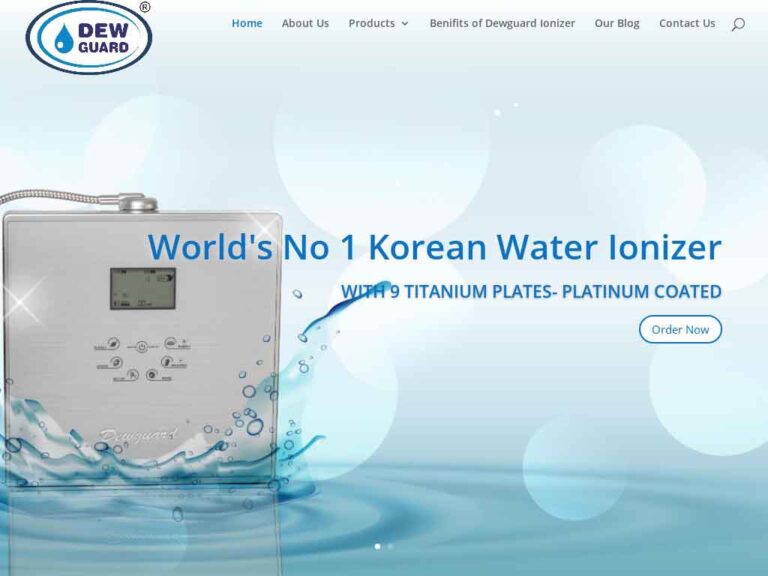 DEW
GUARD
®
Home
About Us
Products
Benifits of Dewguard Ionizer
Our Blog
Contact Us
World's No 1 Korean Water Ionizer
WITH 9 TITANIUM PLATES- PLATINUM COATED
Order Now
Dewguard